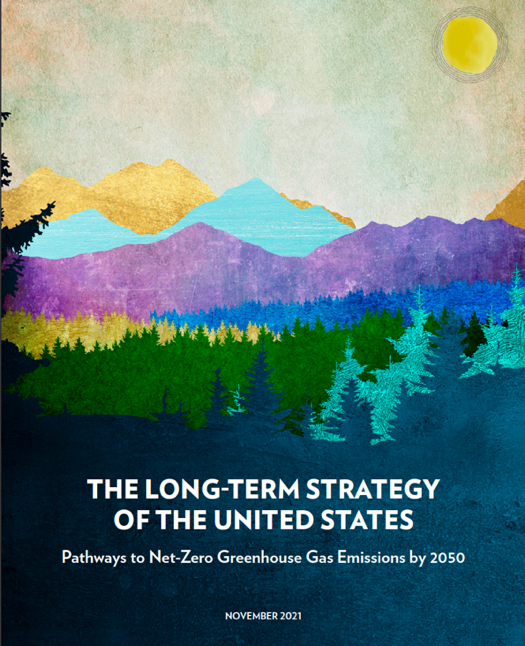 THE LONG-TERM STRATEGY
OF THE UNITED STATES
Pathways to Net-Zero Greenhouse Gas Emissions by 2050
NOVEMBER 2021